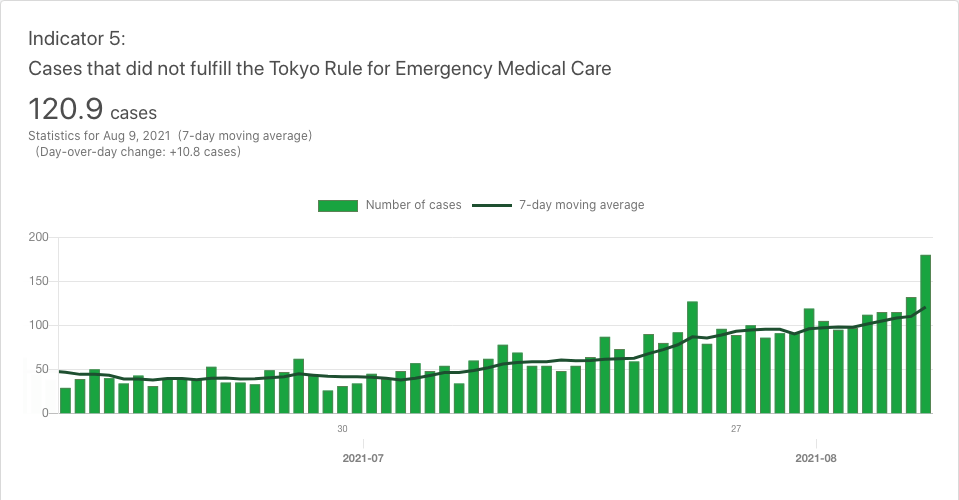 Indicator 5:
Cases that did not fulfill the Tokyo Rule for Emergency Medical Care
120.9 cases
Statistics for Aug 9, 2021 (7-day moving average)
(Day-over-day change: +10.8 cases)
Number of cases 7-day moving average
200
150
100
50
0
30 27
2021-07 2021-08